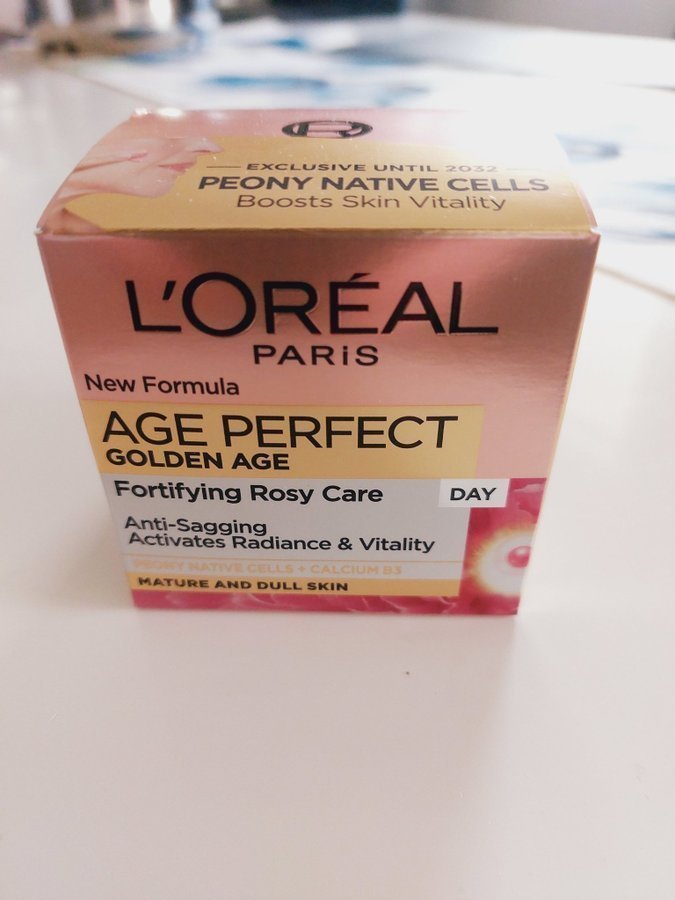 EXCLUSIVE UNTIL 2032
PEONY NATIVE CELLS
Boosts Skin Vitality
L'ORÉAL
PARiS
New Formula
AGE PERFECT
GOLDEN AGE
Fortifying Rosy Care
DAY
Anti-Sagging
Activates Radiance & Vitality
PEONY NATIVE CELLS + CALCIUM B3
MATURE AND DULL SKIN